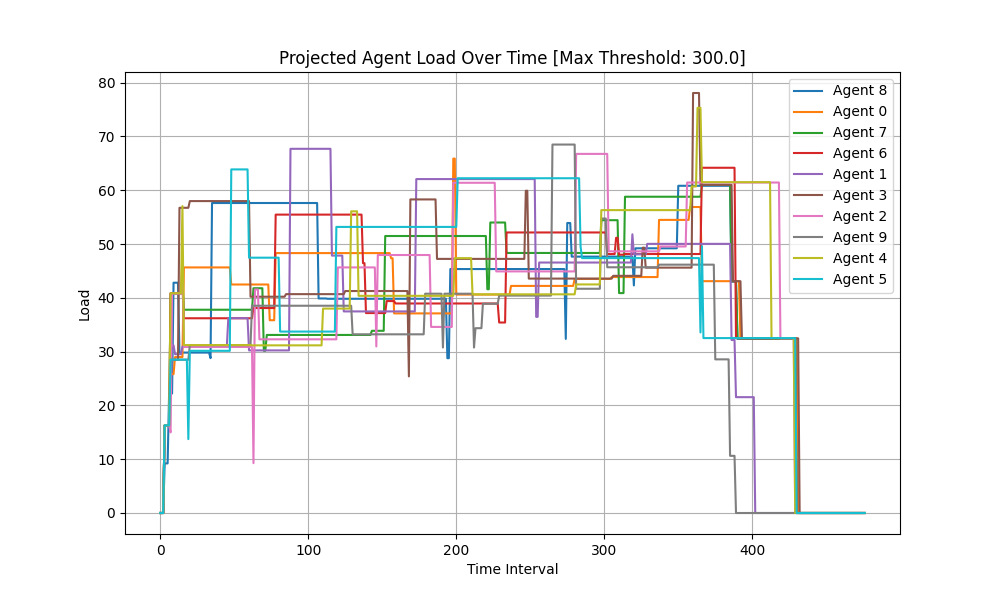 Projected Agent Load Over Time [Max Threshold: 300.0]
80
70
60
50
40
30
20
10
0
Load
0 100 200 300 400
Time Interval
Agent 8
Agent 0
Agent 7
Agent 6
Agent 1
Agent 3
Agent 2
Agent 9
Agent 4
Agent 5